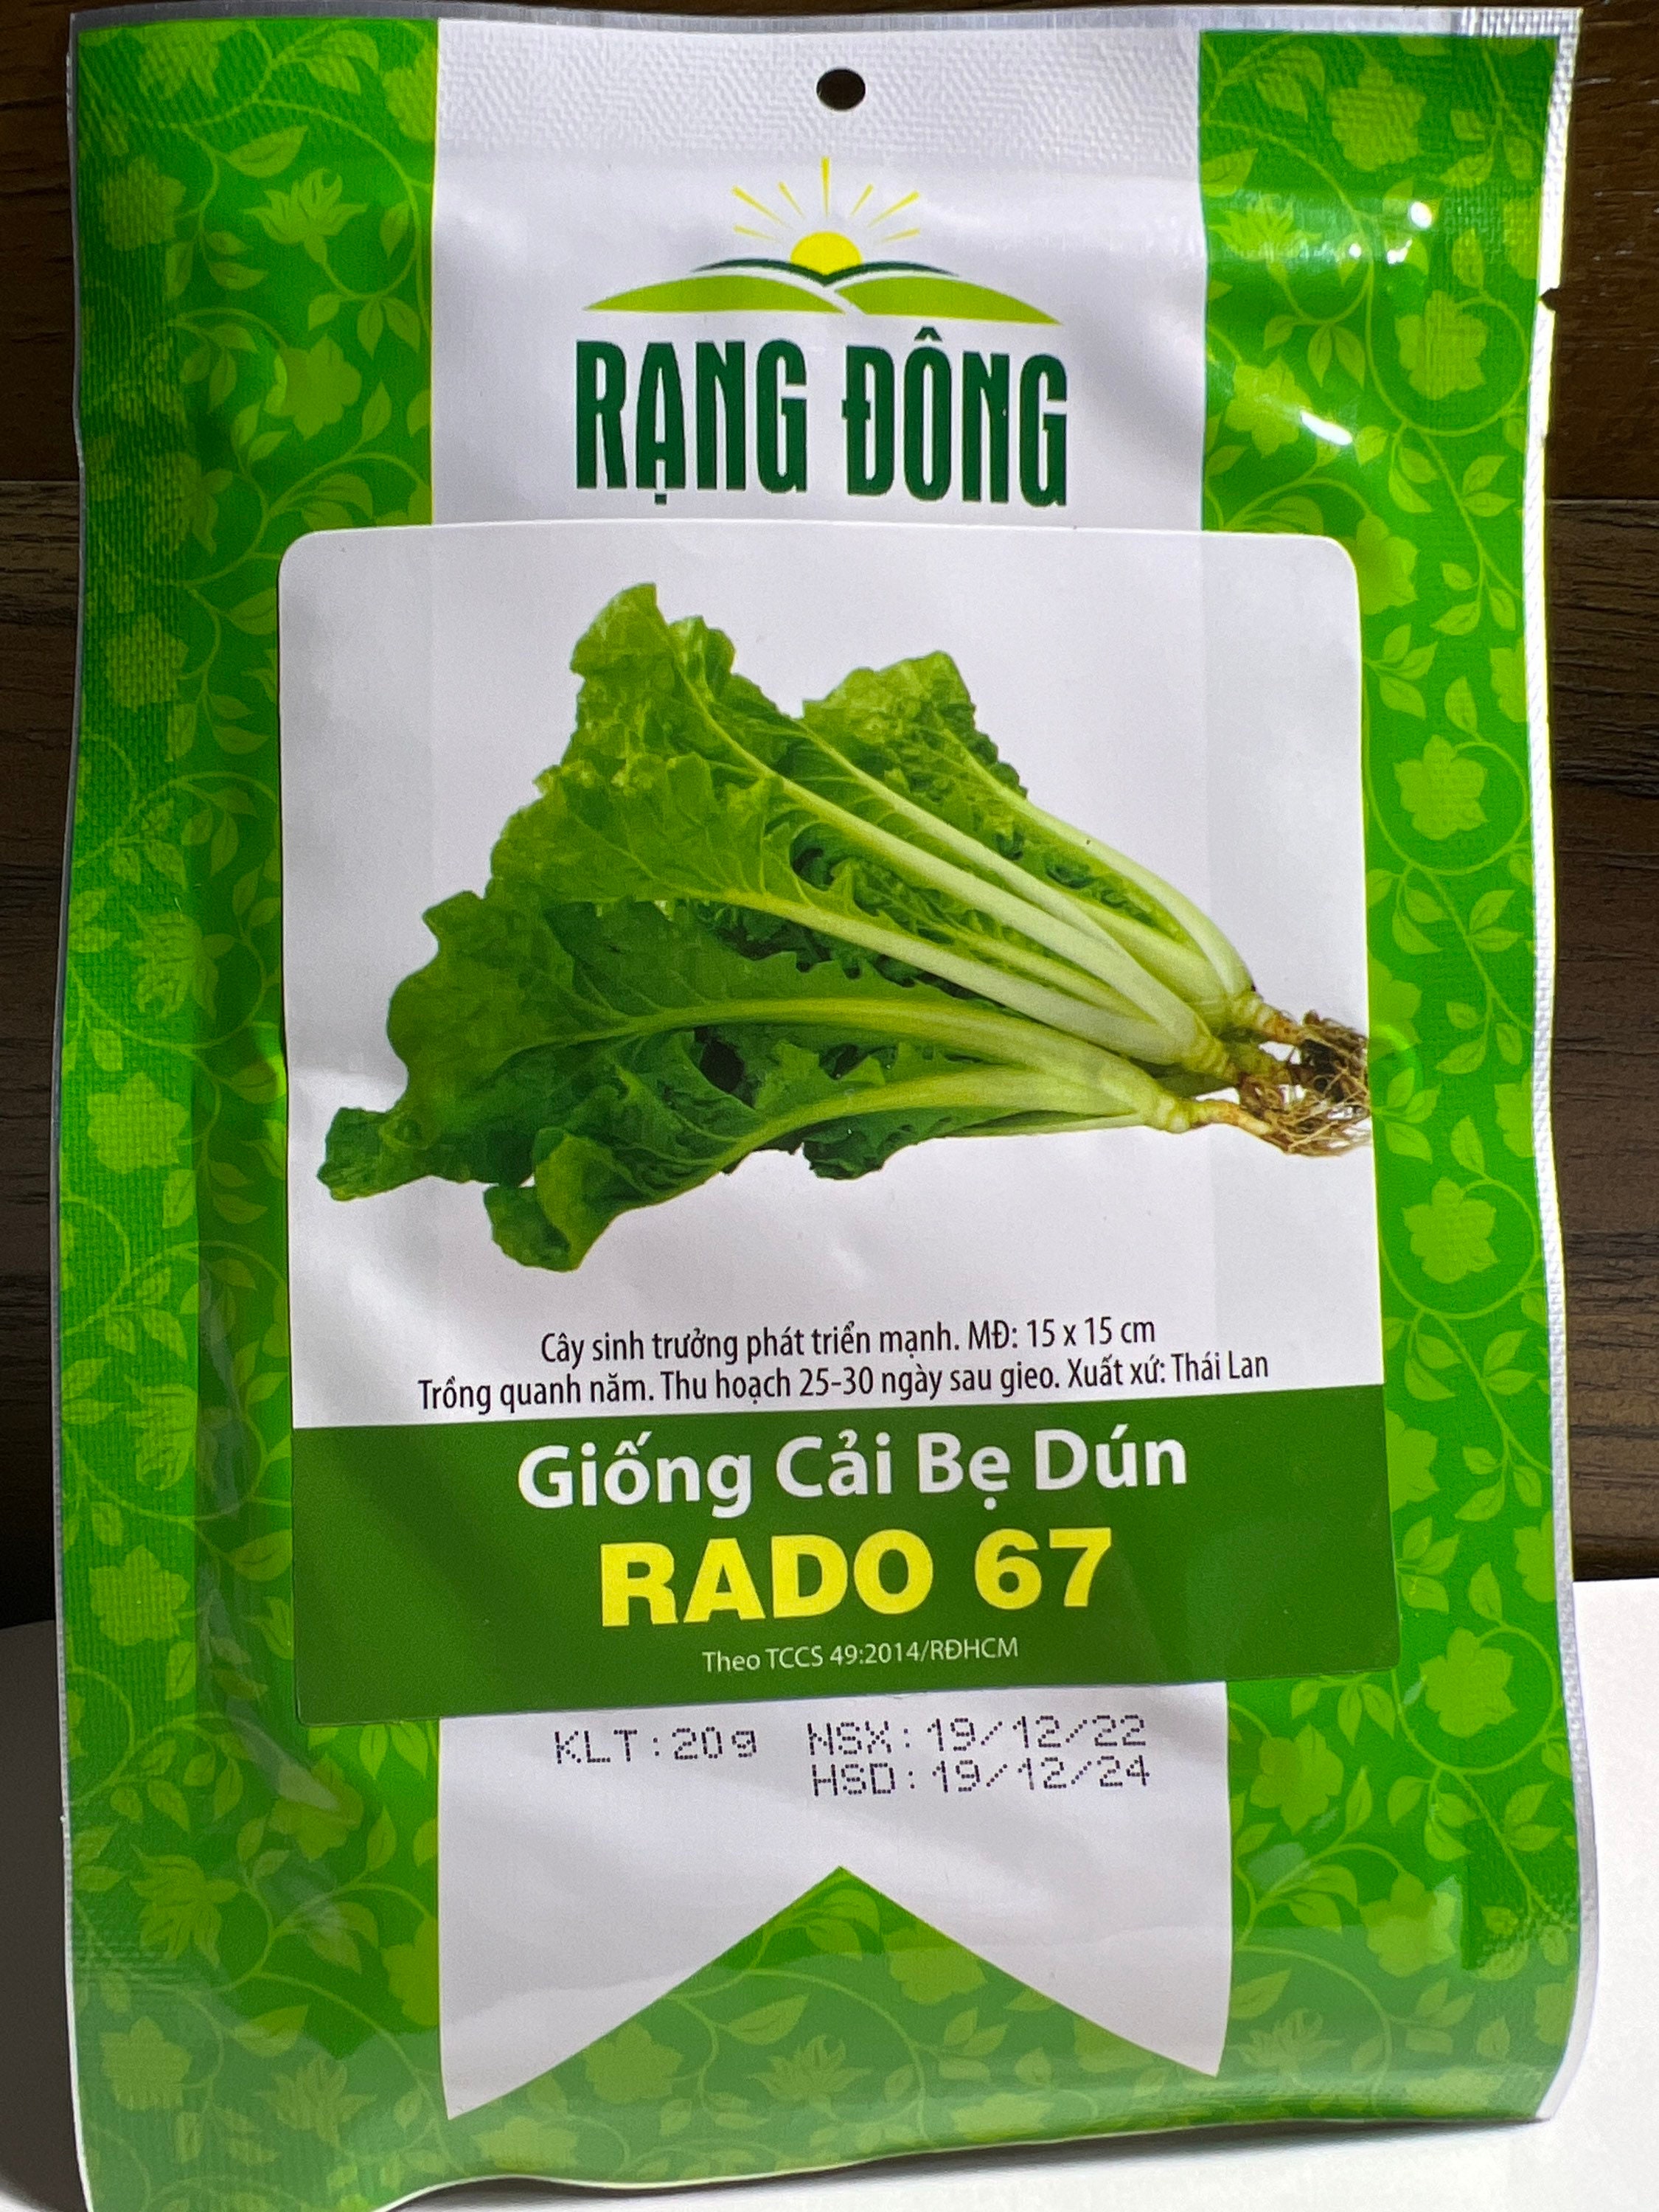 RẠNG ĐÔNG
Cây sinh trưởng phát triển mạnh. MĐ: 15 x 15 cm
Trồng quanh năm. Thu hoạch 25-30 ngày sau gieo. Xuất xứ: Thái Lan
Giống Cải Bẹ Dún
RADO 67
Theo TCCS 49:2014/RĐHCM
KLT:20g NSX:19/12/22
HSD:19/12/24